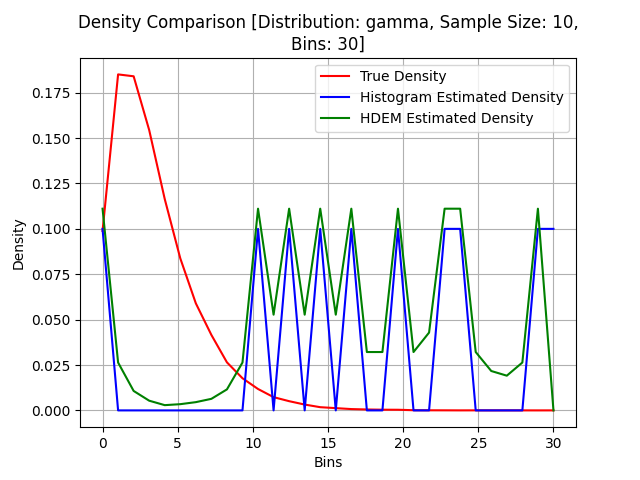 Density Comparison [Distribution: gamma, Sample Size: 10,
Bins: 30]
True Density
Histogram Estimated Density
HDEM Estimated Density
Density
0.175
0.150
0.125
0.100
0.075
0.050
0.025
0.000
0 5 10 15 20 25 30
Bins